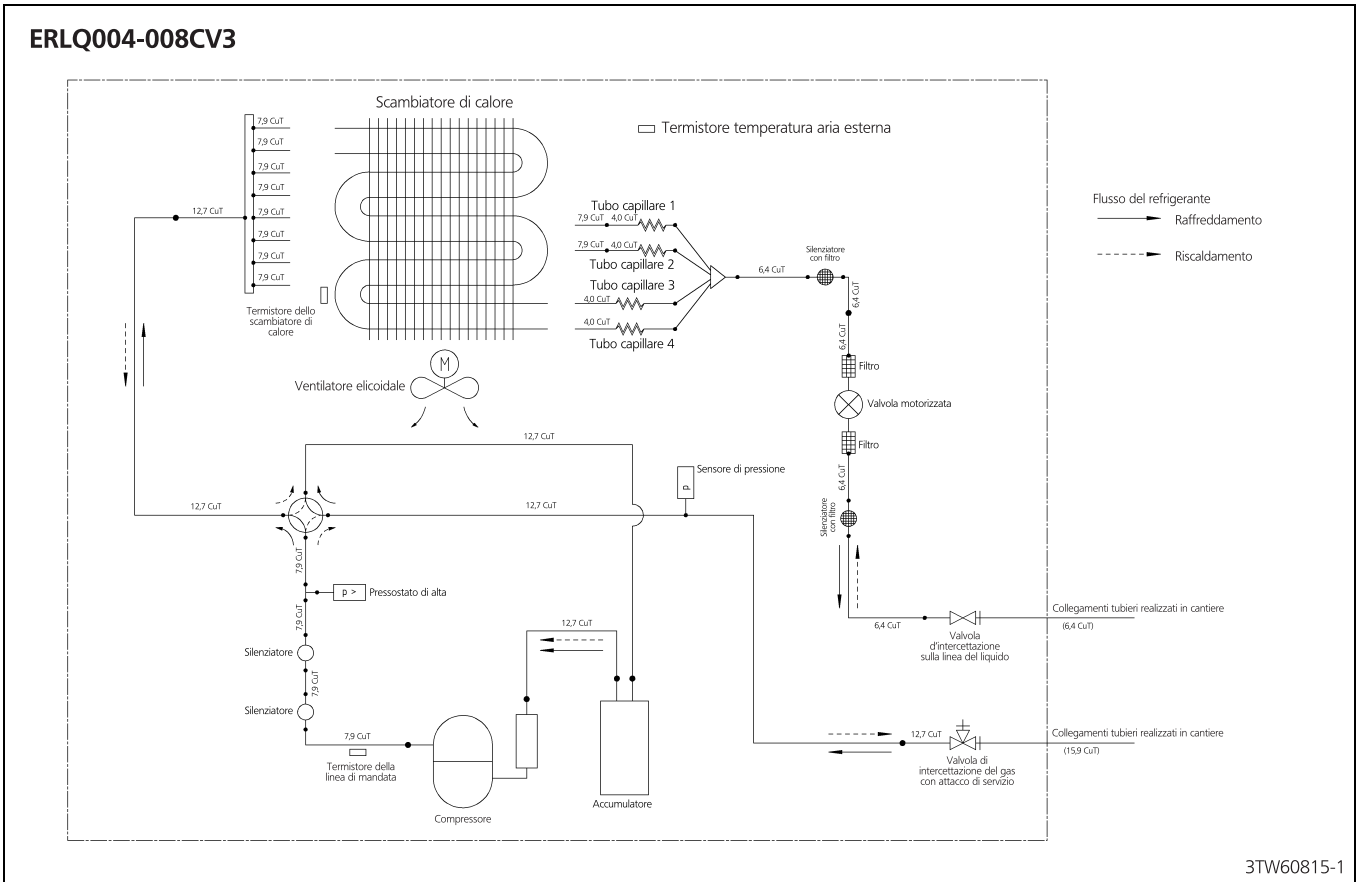 ERLQ004-008CV3
Scambiatore di calore
Termistore temperatura aria esterna
7,9 CuT
7,9 CuT
7,9 CuT
7,9 CuT
7,9 CuT
7,9 CuT
7,9 CuT
7,9 CuT
12,7 CuT
Termistore dello
scambiatore di
calore
Tubo capillare 1
7,9 CuT
4,0 CuT
7,9 CuT
4,0 CuT
Tubo capillare 2
Tubo capillare 3
4,0 CuT
4,0 CuT
Tubo capillare 4
6,4 CuT
Silenziatore
con filtro
6,4 CuT
6,4 CuT
Filtro
Valvola motorizzata
Filtro
6,4 CuT
Silenziatore
con filtro
Flusso del refrigerante
Raffreddamento
Riscaldamento
M
Ventilatore elicoidale
12,7 CuT
Sensore di pressione
p
12,7 CuT
12,7 CuT
7,9 CuT
p >
Pressostato di alta
7,9 CuT
Silenziatore
7,9 CuT
Silenziatore
7,9 CuT
Termistore della
linea di mandata
Compressore
12,7 CuT
Accumulatore
6,4 CuT
Valvola
d'intercettazione
sulla linea del liquido
Collegamenti tubieri realizzati in cantiere
(6,4 CuT)
12,7 CuT
Valvola di
intercettazione del gas
con attacco di servizio
Collegamenti tubieri realizzati in cantiere
(15,9 CuT)
3TW60815-1